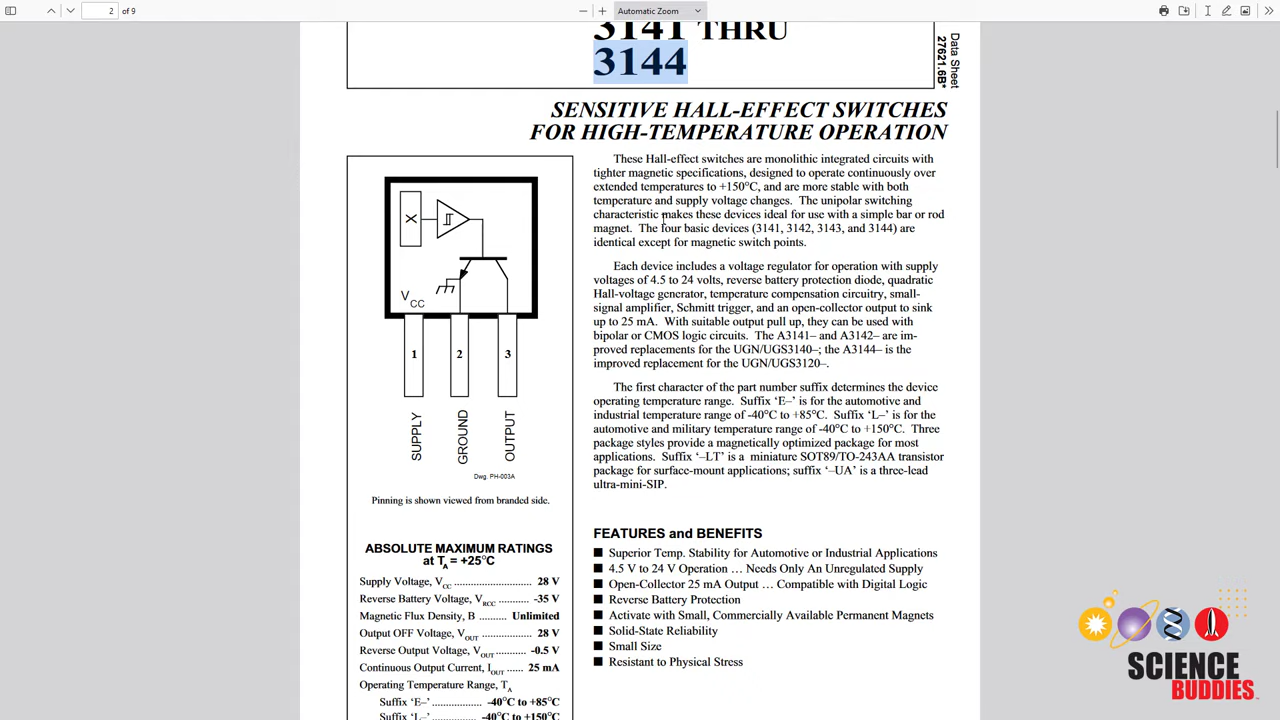 2
of 9
Automatic Zoom
3141 THRU
3144
Data Sheet
27621.6B*
SENSITIVE HALL-EFFECT SWITCHES
FOR HIGH-TEMPERATURE OPERATION
X
V CC
1
2
3
SUPPLY
GROUND
OUTPUT
Dwg. PH-003A
Pinning is shown viewed from branded side.
ABSOLUTE MAXIMUM RATINGS
at TA = +25°C
Supply Voltage, VCC ............................ 28 V
Reverse Battery Voltage, VRCC ........... -35 V
Magnetic Flux Density, B .......... Unlimited
Output OFF Voltage, VOUT ................. 28 V
Reverse Output Voltage, VOUT ........... -0.5 V
Continuous Output Current, IOUT ...... 25 mA
Operating Temperature Range, TA
Suffix ‘E–’ .................. -40°C to +85°C
Suffix ‘L–’ ................ -40°C to +150°C
These Hall-effect switches are monolithic integrated circuits with
tighter magnetic specifications, designed to operate continuously over
extended temperatures to +150°C, and are more stable with both
temperature and supply voltage changes. The unipolar switching
characteristic makes these devices ideal for use with a simple bar or rod
magnet. The four basic devices (3141, 3142, 3143, and 3144) are
identical except for magnetic switch points.
Each device includes a voltage regulator for operation with supply
voltages of 4.5 to 24 volts, reverse battery protection diode, quadratic
Hall-voltage generator, temperature compensation circuitry, small-
signal amplifier, Schmitt trigger, and an open-collector output to sink
up to 25 mA. With suitable output pull up, they can be used with
bipolar or CMOS logic circuits. The A3141– and A3142– are im-
proved replacements for the UGN/UGS3140–; the A3144– is the
improved replacement for the UGN/UGS3120–.
The first character of the part number suffix determines the device
operating temperature range. Suffix ‘E–’ is for the automotive and
industrial temperature range of -40°C to +85°C. Suffix ‘L–’ is for the
automotive and military temperature range of -40°C to +150°C. Three
package styles provide a magnetically optimized package for most
applications. Suffix ‘–LT’ is a miniature SOT89/TO-243AA transistor
package for surface-mount applications; suffix ‘–UA’ is a three-lead
ultra-mini-SIP.
FEATURES and BENEFITS
■ Superior Temp. Stability for Automotive or Industrial Applications
■ 4.5 V to 24 V Operation … Needs Only An Unregulated Supply
■ Open-Collector 25 mA Output … Compatible with Digital Logic
■ Reverse Battery Protection
■ Activate with Small, Commercially Available Permanent Magnets
■ Solid-State Reliability
■ Small Size
■ Resistant to Physical Stress
SCIENCE
BUDDIES